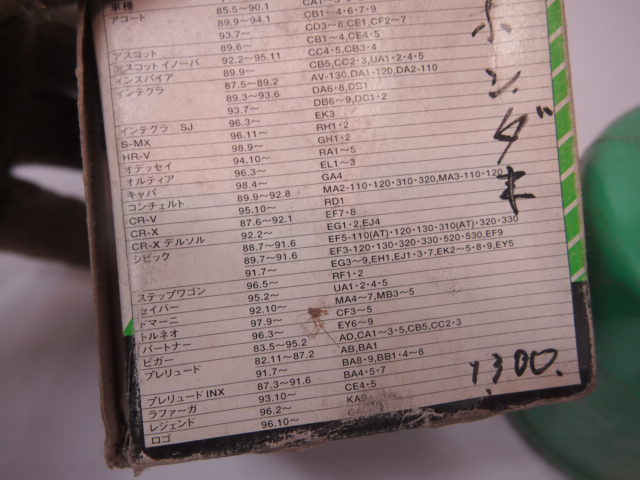 車種
アコード 85.5～90.1
89.9～94.1 CB1～4・6・7・9
93.7～ CD3～8,CE1,CF2～7
アスコット 89.6～ CB1～4,CE4・5
アスコットイノーバ 92.2～95.11 CC4・5,CB3・4
インスパイア 89.9～ CB5,CC2・3,UA1・2・4・5
インテグラ 87.5～89.2 AV-130,DA1・120,DA2・110
89.3～93.6 DA6・8,DB1
93.7～ DB6～9,DC1・2
インテグラ SJ 96.3～ EK3
S-MX 96.11～ RH1・2
HR-V 98.9～ GH1・2
オデッセイ 94.10～ RA1～5
オルティア 96.3～ EL1～3
キャパ 98.4～ GA4
コンチェルト 89.9～92.8 MA2・110・120・310・320,MA3・110・120
CR-V 95.10～ RD1
CR-X 87.6～92.1 EF7・8
CR-X デルソル 92.2～ EG1・2,EJ4
シビック 88.7～91.6 EF5-110(AT)・120・130・310(AT)・320・330
89.7～91.6 EF3-120・130・320・330・520・530,EF9
91.7～ EG3～9,EH1,EJ1・3・7,EK2～5・8・9,EY5
ステップワゴン 96.5～ RF1・2
セイバー 95.2～ UA1・2・4・5
ドマーニ 92.10～ MA4～7,MB3～5
トルネオ 97.9～ CF3～5
パートナー 96.3～ EY6～9
ビガー 83.5～95.2 AD,CA1～3・5,CB5,CC2・3
プレリュード 82.11～87.2 AB,BA1
91.7～ BA8・9,BB1・4～8
プレリュード INX 87.3～91.6 BA4・5・7
ラファーガ 93.10～ CE4・5
レジェンド 96.2～ KA9
ロゴ 96.10～
ホンダ
1,300.